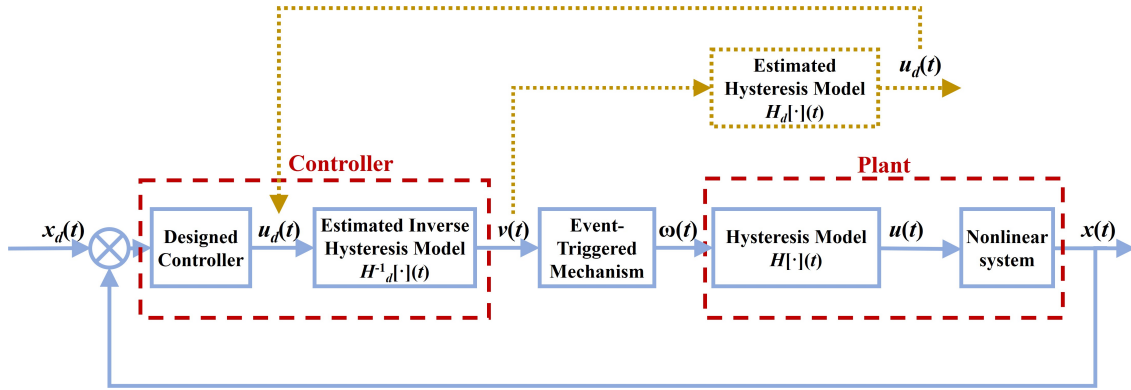 Estimated
Hysteresis Model
H_d[·](t)
u_d(t)
Controller
Plant
x_d(t)
Designed
Controller
u_d(t)
Estimated Inverse
Hysteresis Model
H^-1_d[·](t)
v(t)
Event-
Triggered
Mechanism
ω(t)
Hysteresis Model
H[·](t)
u(t)
Nonlinear
system
x(t)